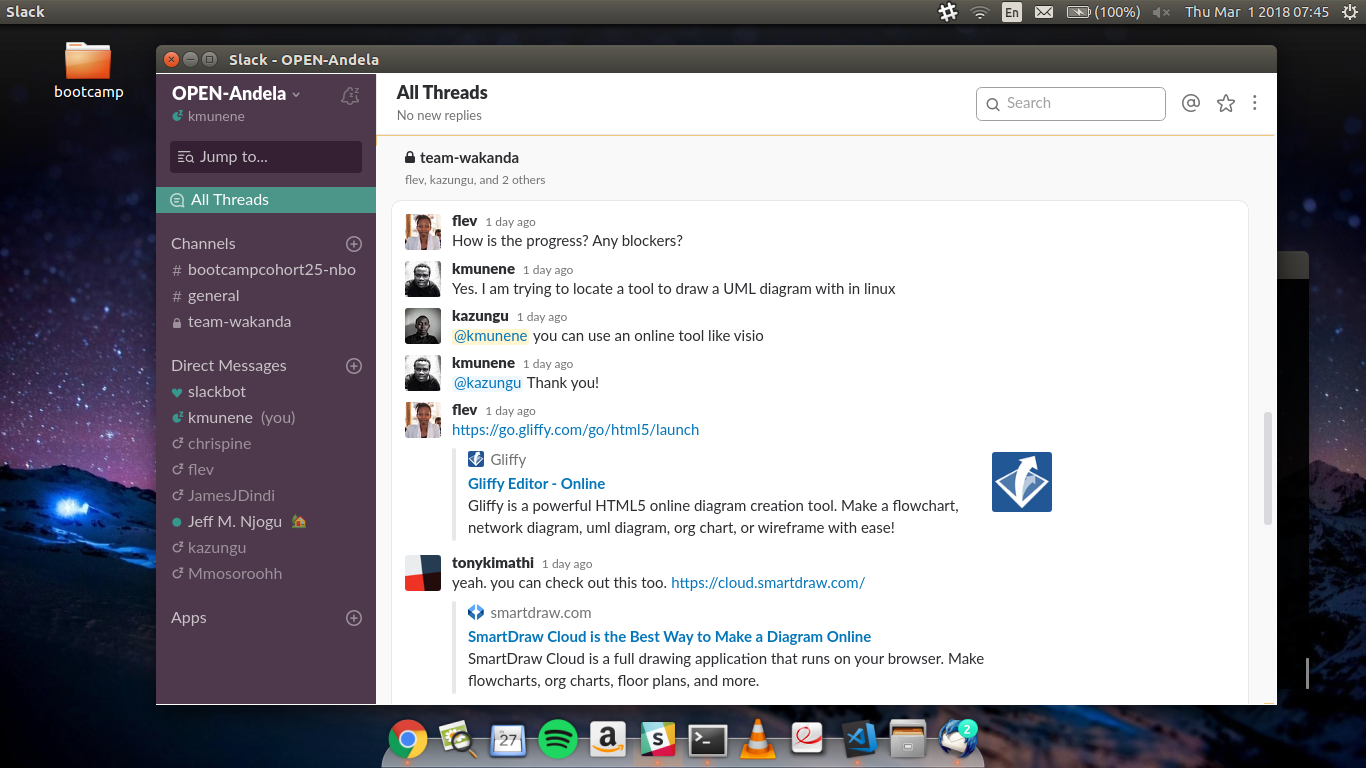 Slack
En
(100%)
Thu Mar 1 2018 07:45
bootcamp
Slack - OPEN-Andela
OPEN-Andela
kmunene
Jump to...
All Threads
Channels
# bootcampcohort25-nbo
# general
team-wakanda
Direct Messages
slackbot
kmunene (you)
chrispine
flev
JamesJDindi
Jeff M. Njogu
kazungu
Mmosoroohh
Apps
All Threads
No new replies
Search
team-wakanda
flev, kazungu, and 2 others
flev 1 day ago
How is the progress? Any blockers?
kmunene 1 day ago
Yes. I am trying to locate a tool to draw a UML diagram with in linux
kazungu 1 day ago
@kmunene you can use an online tool like visio
kmunene 1 day ago
@kazungu Thank you!
flev 1 day ago
https://go.gliffy.com/go/html5/launch
Gliffy
Gliffy Editor - Online
Gliffy is a powerful HTML5 online diagram creation tool. Make a flowchart,
network diagram, uml diagram, org chart, or wireframe with ease!
tonykimathi 1 day ago
yeah. you can check out this too. https://cloud.smartdraw.com/
smartdraw.com
SmartDraw Cloud is the Best Way to Make a Diagram Online
SmartDraw Cloud is a full drawing application that runs on your browser. Make
flowcharts, org charts, floor plans, and more.
27
2